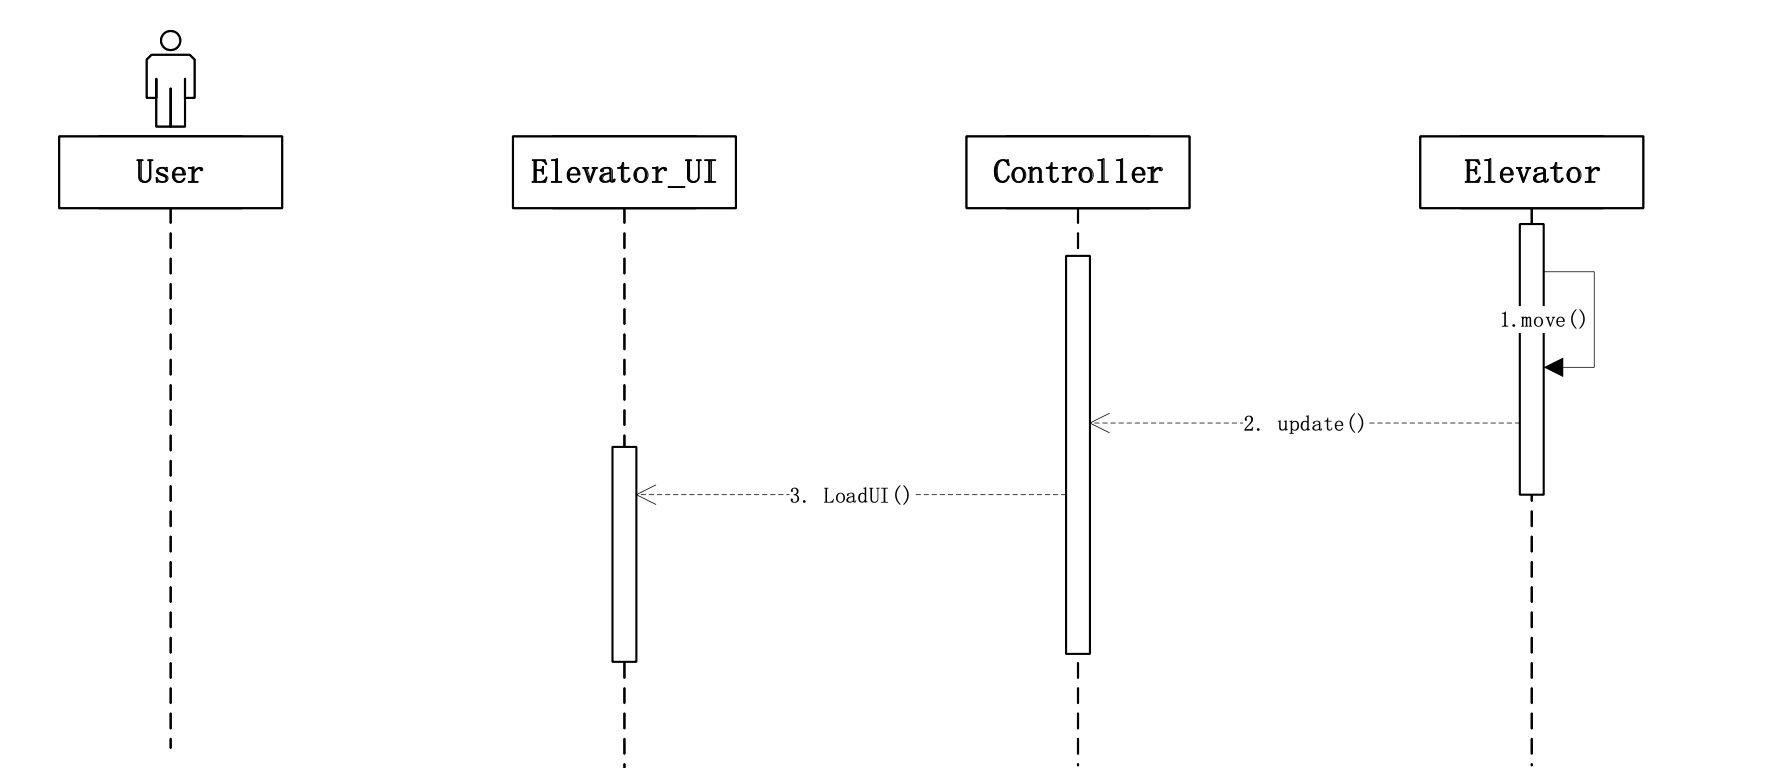 User
Elevator_UI
Controller
Elevator
1.move()
2. update()
3. LoadUI()